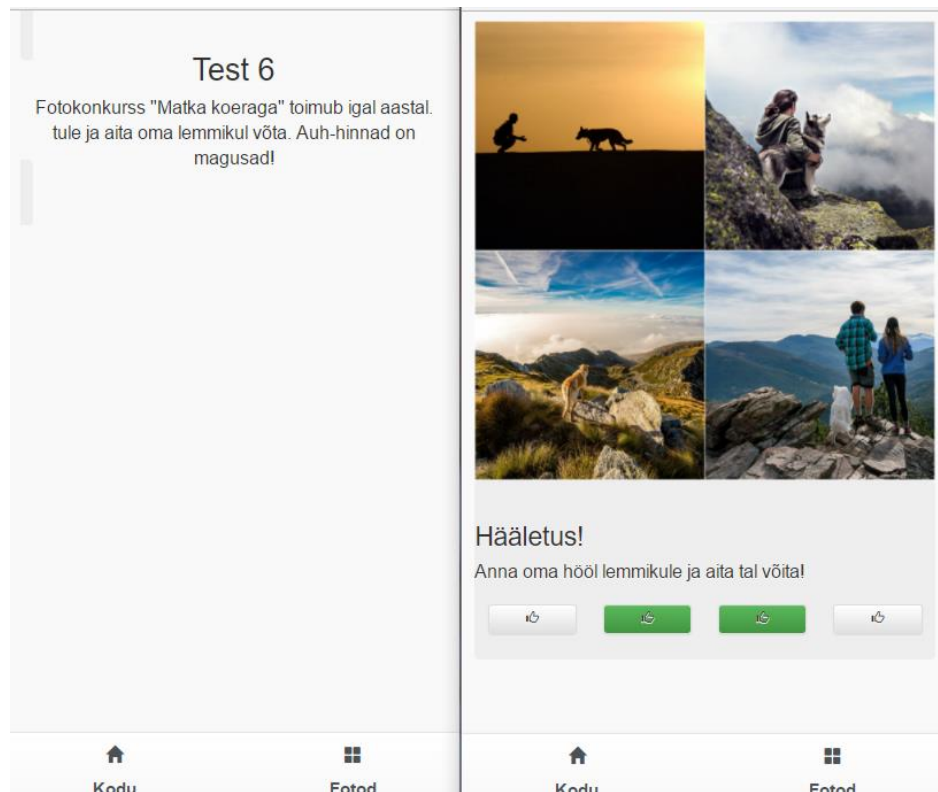 Test 6
Fotokonkurss "Matka koeraga" toimub igal aastal.
tule ja aita oma lemmikul võta. Auh-hinnad on
magusad!
Kodu
Fotod
Hääletus!
Anna oma hööl lemmikule ja aita tal võita!
Kodu
Fotod